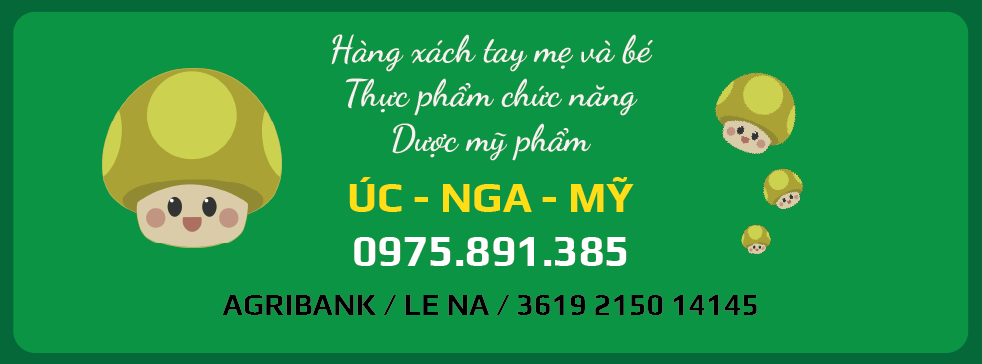 Hàng xách tay mẹ và bé
Thực phẩm chức năng
Dược mỹ phẩm
ÚC - NGA - MỸ
0975.891.385
AGRIBANK / LE NA / 3619 2150 14145